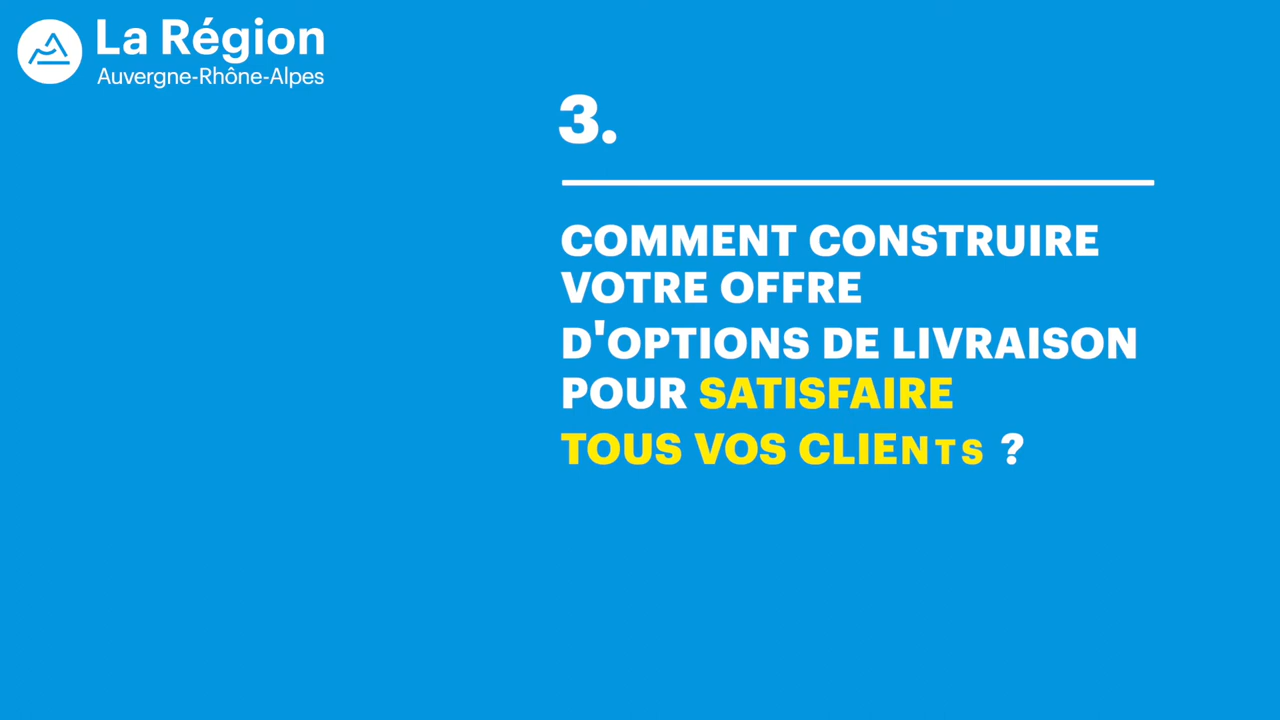 La Région
Auvergne-Rhône-Alpes
3.
COMMENT CONSTRUIRE
VOTRE OFFRE
D'OPTIONS DE LIVRAISON
POUR SATISFAIRE
TOUS VOS CLIENTS ?